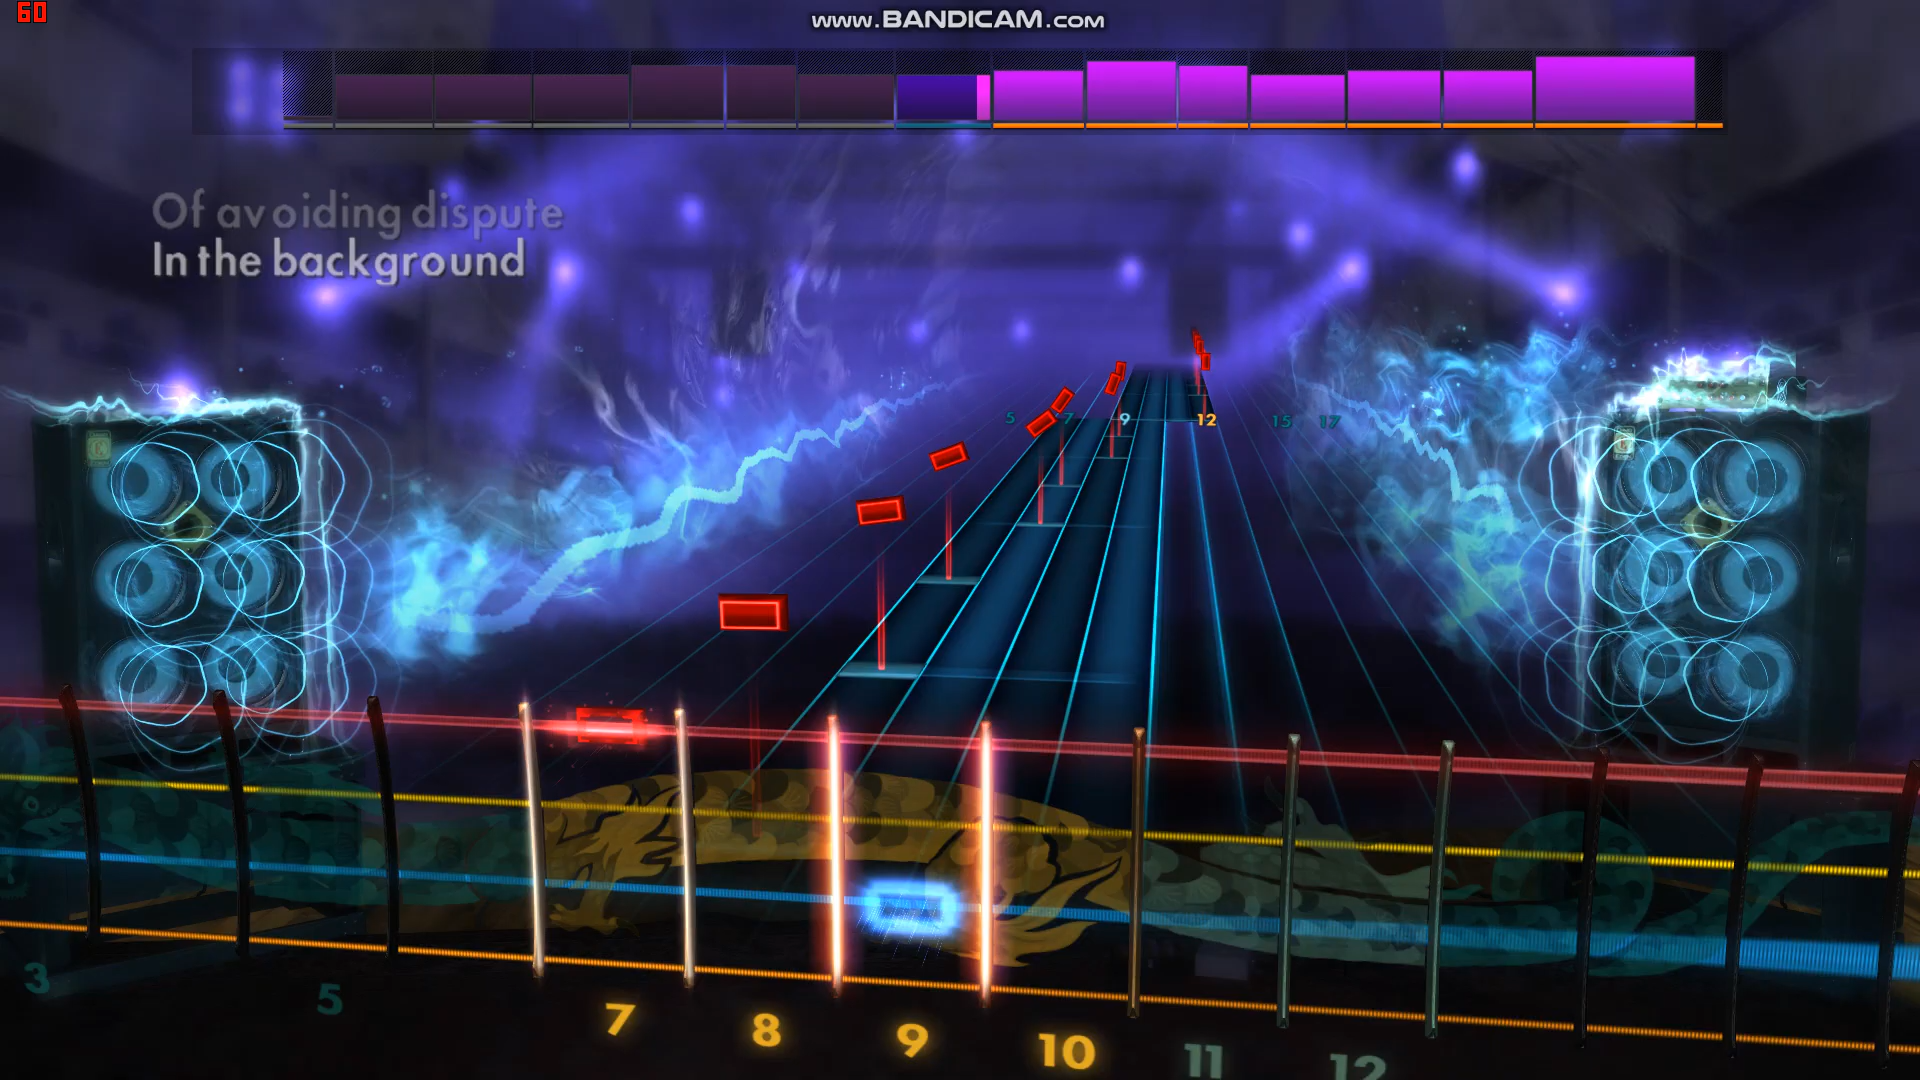 60
www.BANDICAM.com
Of avoiding dispute
In the background
5 7 9 12 15 17
3 5 7 8 9 10 11 12